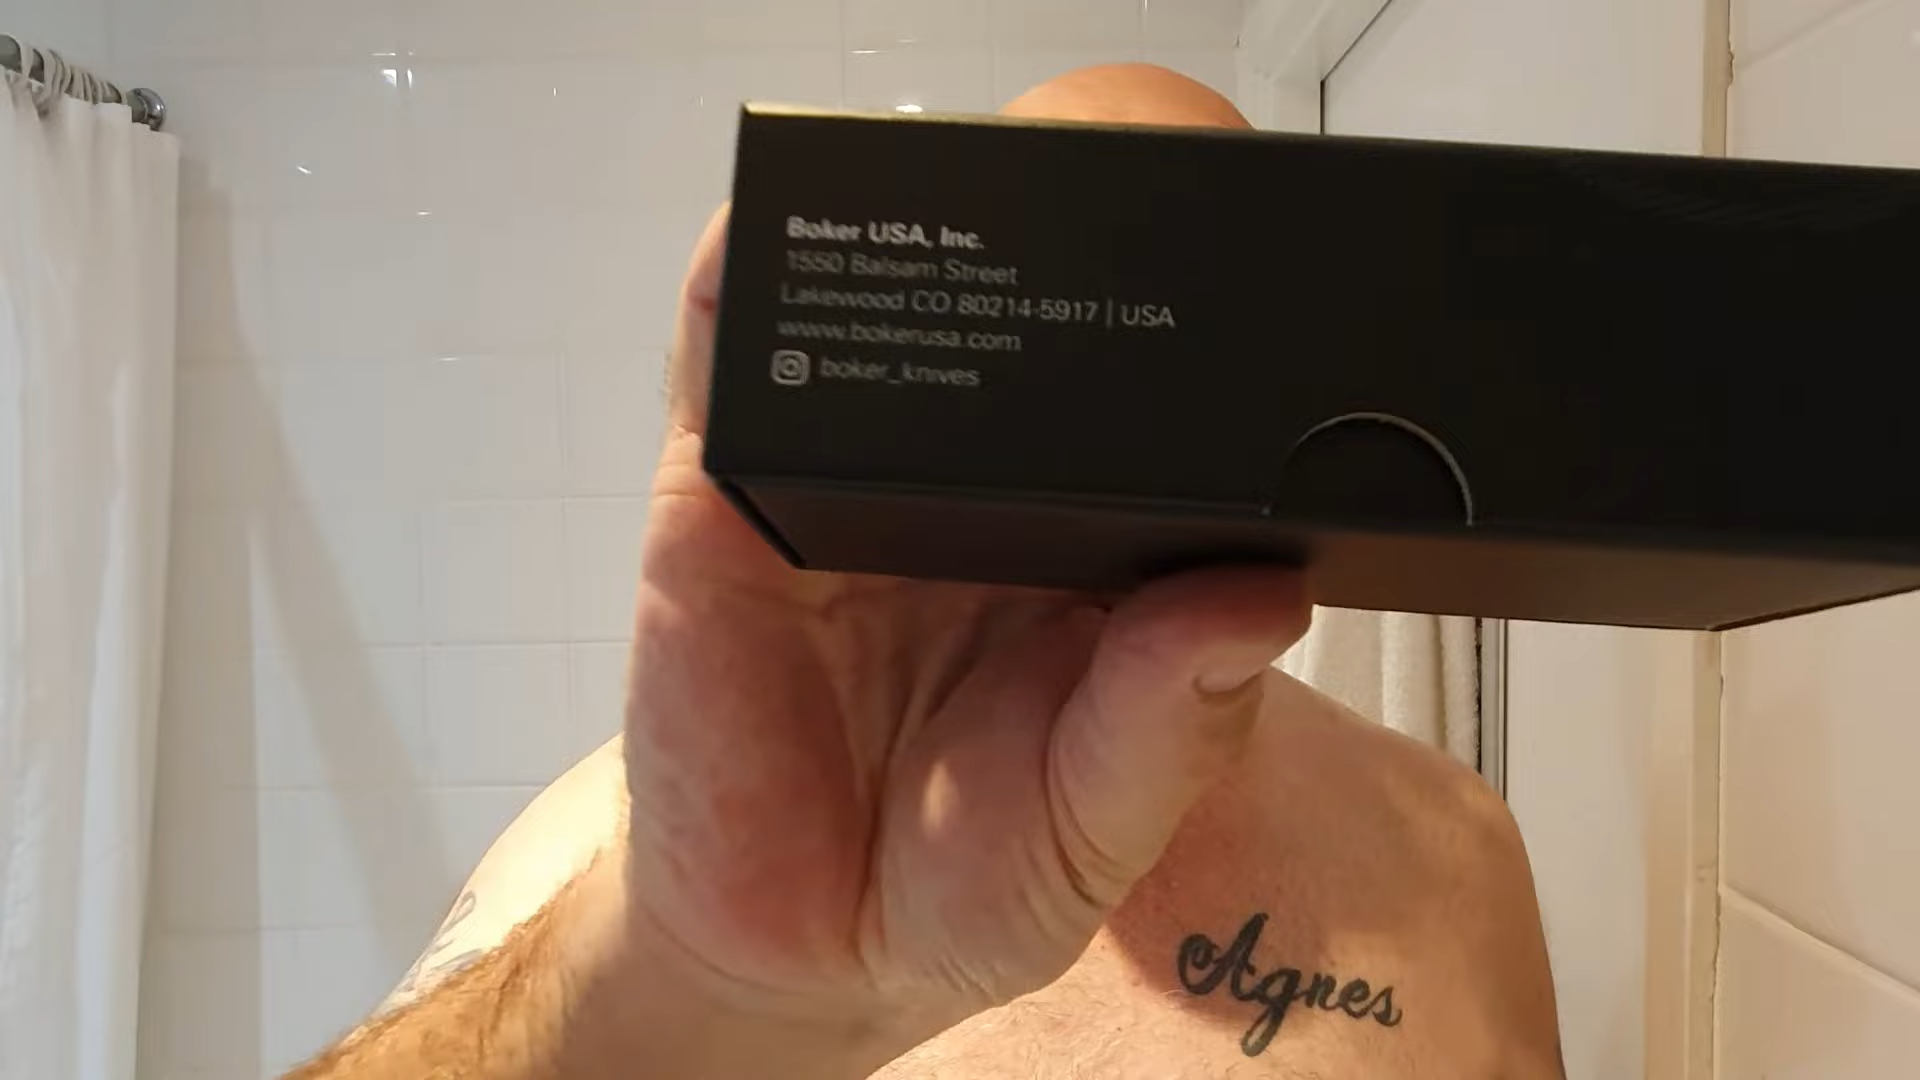 Boker USA, Inc.
1550 Balsam Street
Lakewood CO 80214-5917 | USA
www.bokerusa.com
boker_knives
Agnes